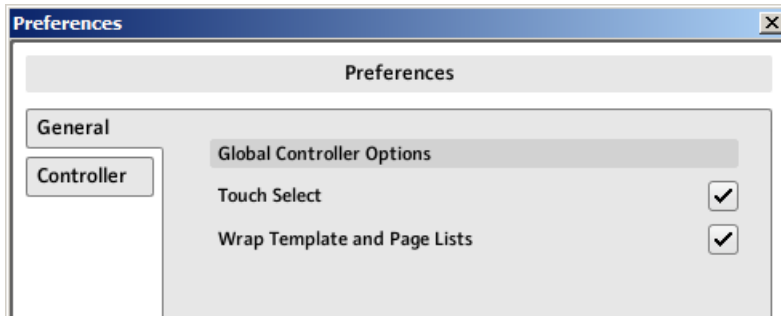 Preferences
Preferences
General
Global Controller Options
Controller
Touch Select
Wrap Template and Page Lists